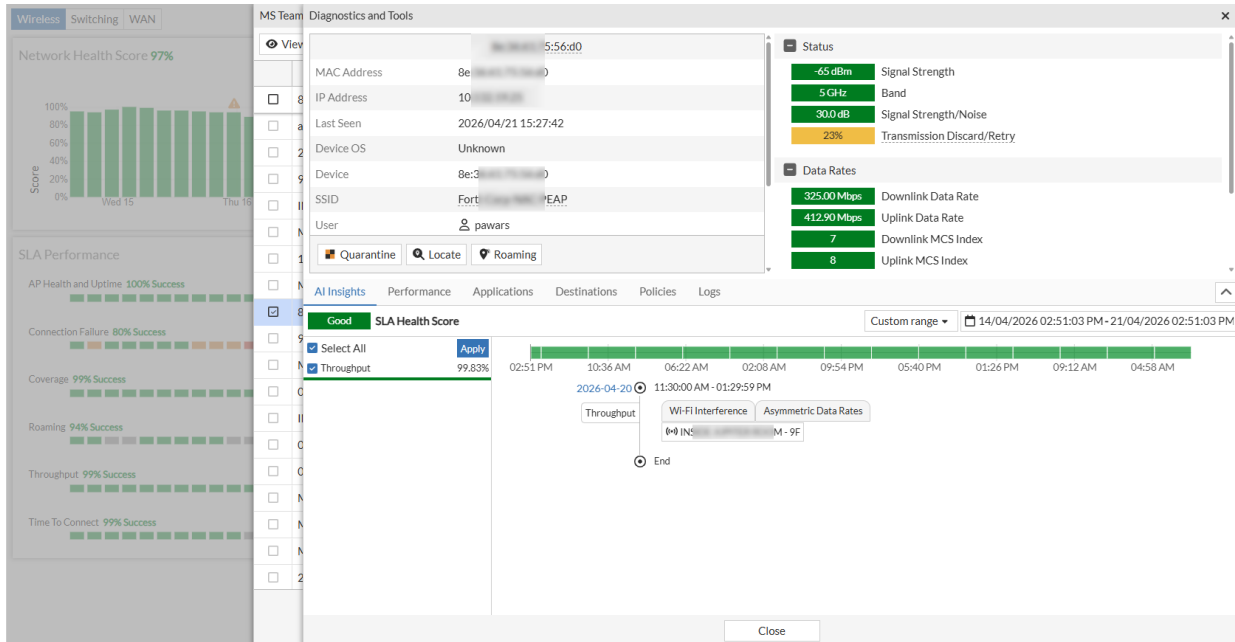 Wireless Switching WAN
Network Health Score 97%
100%
80%
60%
40%
20%
0%
Score
Wed 15
Thu 16
SLA Performance
AP Health and Uptime 100% Success
Connection Failure 80% Success
Coverage 99% Success
Roaming 94% Success
Throughput 99% Success
Time To Connect 99% Success
MS Team
View
Diagnostics and Tools
5:56:d0
MAC Address 8e:
IP Address 10
Last Seen 2026/04/21 15:27:42
Device OS Unknown
Device 8e:3
SSID Fort PEAP
User pawars
Quarantine Locate Roaming
Status
-65 dBm Signal Strength
5 GHz Band
30.0 dB Signal Strength/Noise
23% Transmission Discard/Retry
Data Rates
325.00 Mbps Downlink Data Rate
412.90 Mbps Uplink Data Rate
7 Downlink MCS Index
8 Uplink MCS Index
AI Insights Performance Applications Destinations Policies Logs
Good SLA Health Score
Custom range 14/04/2026 02:51:03 PM - 21/04/2026 02:51:03 PM
Select All Apply
Throughput 99.83%
02:51 PM 10:36 AM 06:22 AM 02:08 AM 09:54 PM 05:40 PM 01:26 PM 09:12 AM 04:58 AM
2026-04-20 11:30:00 AM - 01:29:59 PM
Throughput
Wi-Fi Interference Asymmetric Data Rates
M - 9F
End
Close